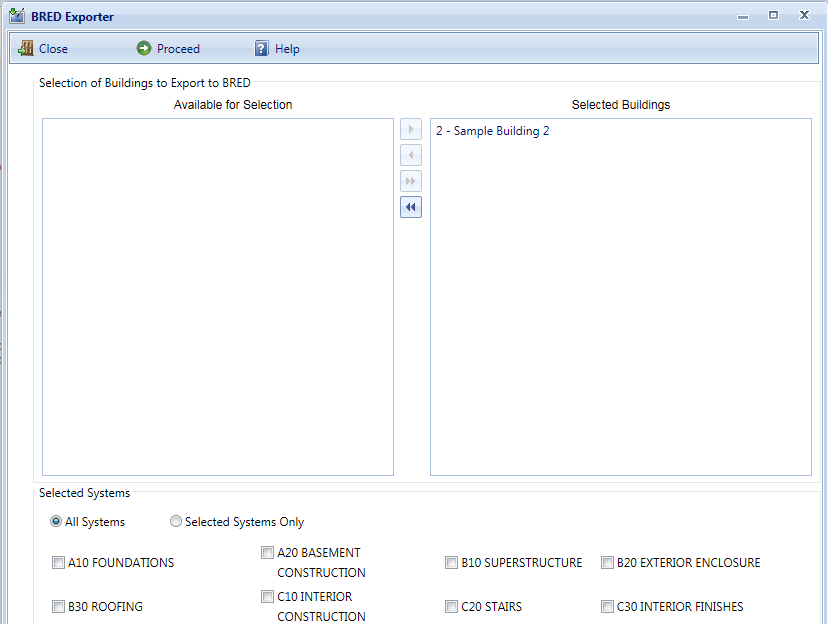 BRED Exporter
Close
Proceed
? Help
Selection of Buildings to Export to BRED
Available for Selection
Selected Buildings
2 - Sample Building 2
Selected Systems
All Systems
Selected Systems Only
A10 FOUNDATIONS
A20 BASEMENT
CONSTRUCTION
B10 SUPERSTRUCTURE
B20 EXTERIOR ENCLOSURE
B30 ROOFING
C10 INTERIOR
CONSTRUCTION
C20 STAIRS
C30 INTERIOR FINISHES